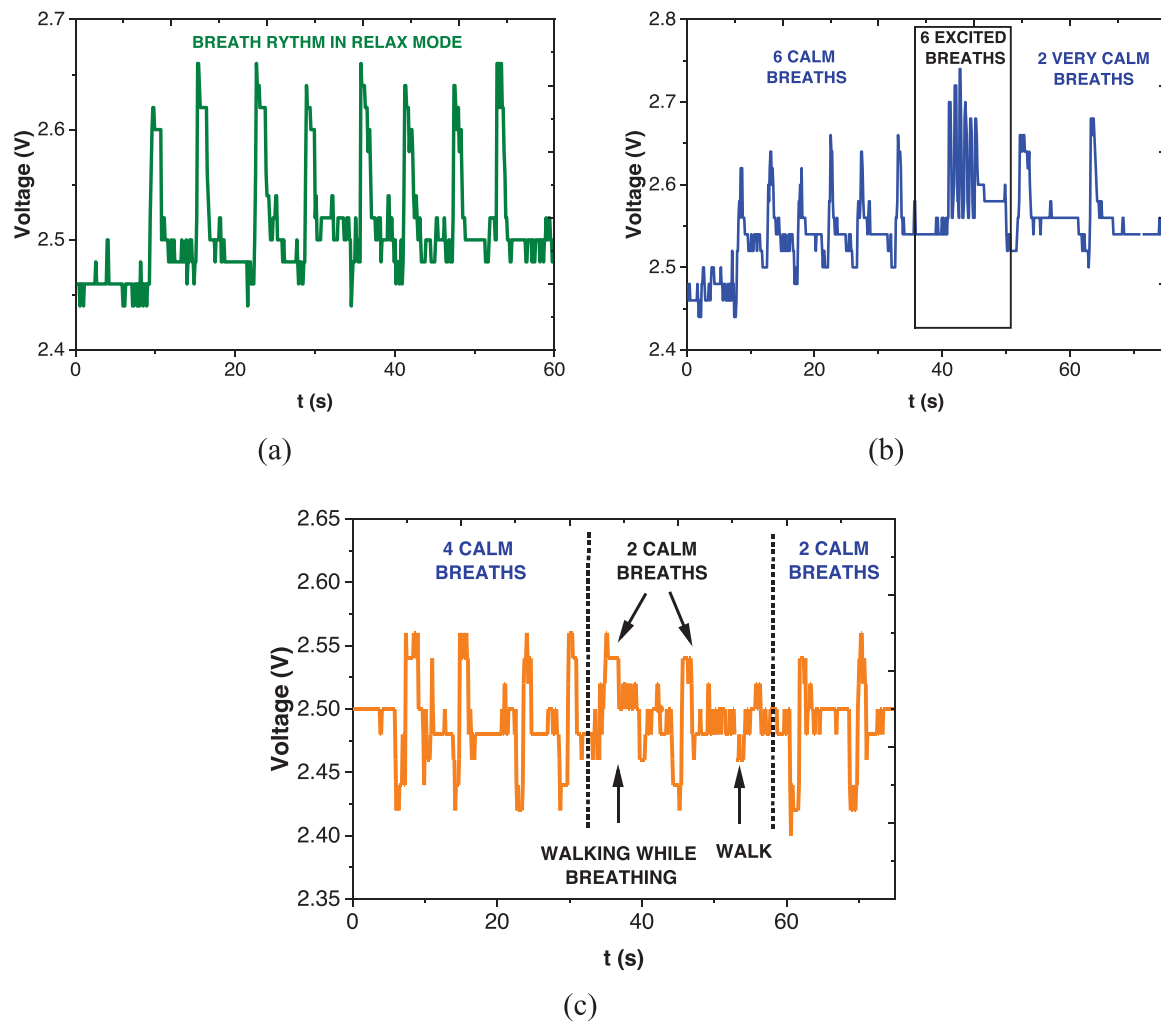 2.7
2.6
2.5
2.4
Voltage (V)
BREATH RYTHM IN RELAX MODE
0 20 40 60
t (s)
(a)
2.8
2.7
2.6
2.5
2.4
Voltage (V)
6 CALM
BREATHS
6 EXCITED
BREATHS
2 VERY CALM
BREATHS
0 20 40 60
t (s)
(b)
2.65
2.60
2.55
2.50
2.45
2.40
2.35
Voltage (V)
4 CALM
BREATHS
2 CALM
BREATHS
2 CALM
BREATHS
WALKING WHILE
BREATHING
WALK
0 20 40 60
t (s)
(c)